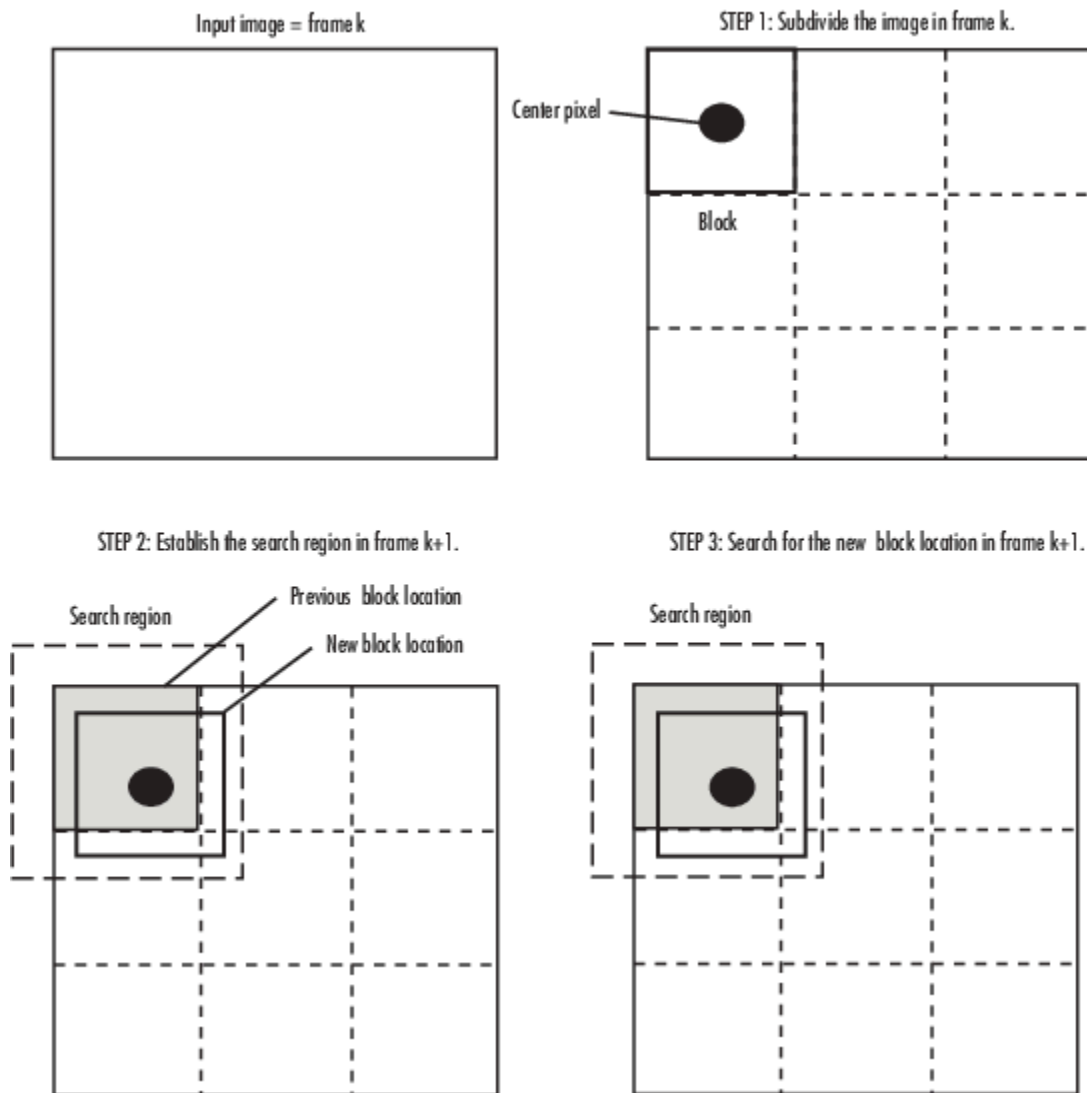 Input image = frame k
STEP 1: Subdivide the image in frame k.
Center pixel
Block
STEP 2: Establish the search region in frame k+1.
Search region
Previous block location
New block location
STEP 3: Search for the new block location in frame k+1.
Search region